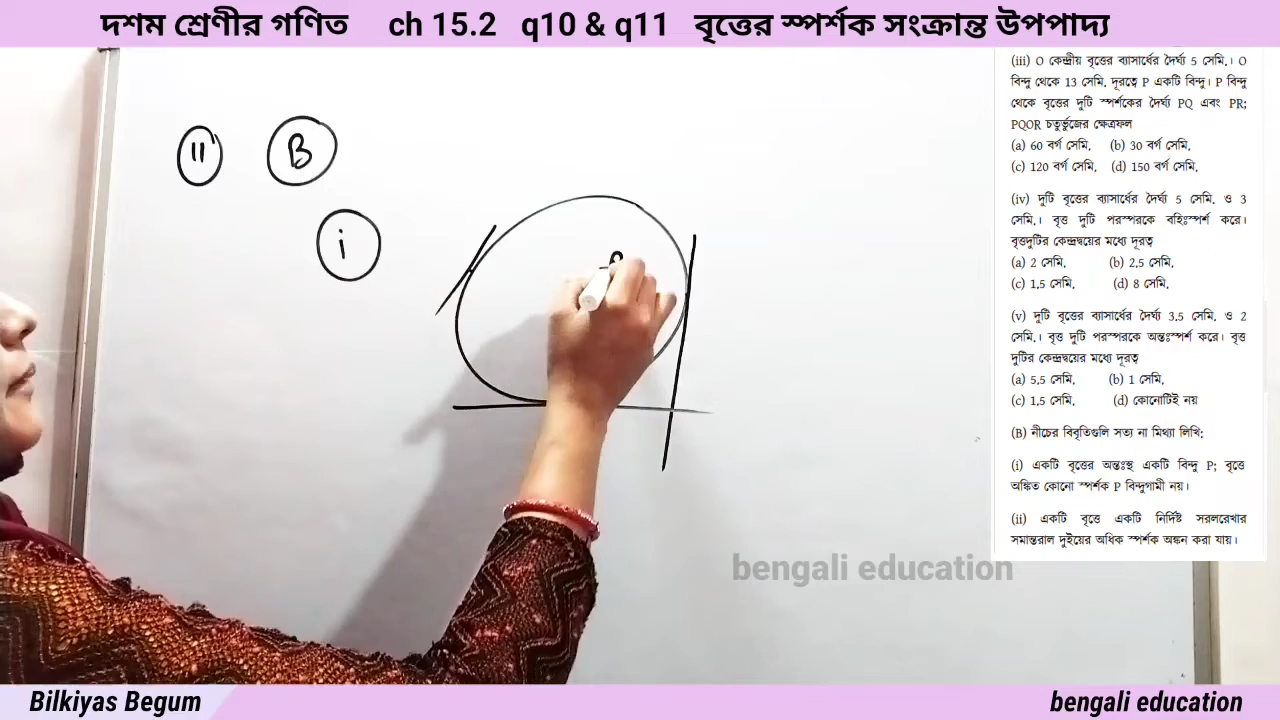 দশম শ্রেণীর গণিত ch 15.2 q10 & q11 বৃত্তের স্পর্শক সংক্রান্ত উপপাদ্য
11 B
i
(iii) O কেন্দ্রীয় বৃত্তের ব্যাসার্ধের দৈর্ঘ্য 5 সেমি.। O
বিন্দু থেকে 13 সেমি. দূরত্বে P একটি বিন্দু। P বিন্দু
থেকে বৃত্তের দুটি স্পর্শকের দৈর্ঘ্য PQ এবং PR;
PQOR চতুর্ভুজের ক্ষেত্রফল
(a) 60 বর্গ সেমি. (b) 30 বর্গ সেমি.
(c) 120 বর্গ সেমি. (d) 150 বর্গ সেমি.
(iv) দুটি বৃত্তের ব্যাসার্ধের দৈর্ঘ্য 5 সেমি. ও 3
সেমি.। বৃত্ত দুটি পরস্পরকে বহিঃস্পর্শ করে।
বৃত্তদুটির কেন্দ্রদ্বয়ের মধ্যে দূরত্ব
(a) 2 সেমি. (b) 2.5 সেমি.
(c) 1.5 সেমি. (d) 8 সেমি.
(v) দুটি বৃত্তের ব্যাসার্ধের দৈর্ঘ্য 3.5 সেমি. ও 2
সেমি.। বৃত্ত দুটি পরস্পরকে অন্তঃস্পর্শ করে। বৃত্ত
দুটির কেন্দ্রদ্বয়ের মধ্যে দূরত্ব
(a) 5.5 সেমি. (b) 1 সেমি.
(c) 1.5 সেমি. (d) কোনোটিই নয়
(B) নীচের বিবৃতিগুলি সত্য না মিথ্যা লিখি:
(i) একটি বৃত্তের অন্তঃস্থ একটি বিন্দু P; বৃত্তে
অঙ্কিত কোনো স্পর্শক P বিন্দুগামী নয়।
(ii) একটি বৃত্তে একটি নির্দিষ্ট সরলরেখার
সমান্তরাল দুইয়ের অধিক স্পর্শক অঙ্কন করা যায়।
bengali education
Bilkiyas Begum bengali education